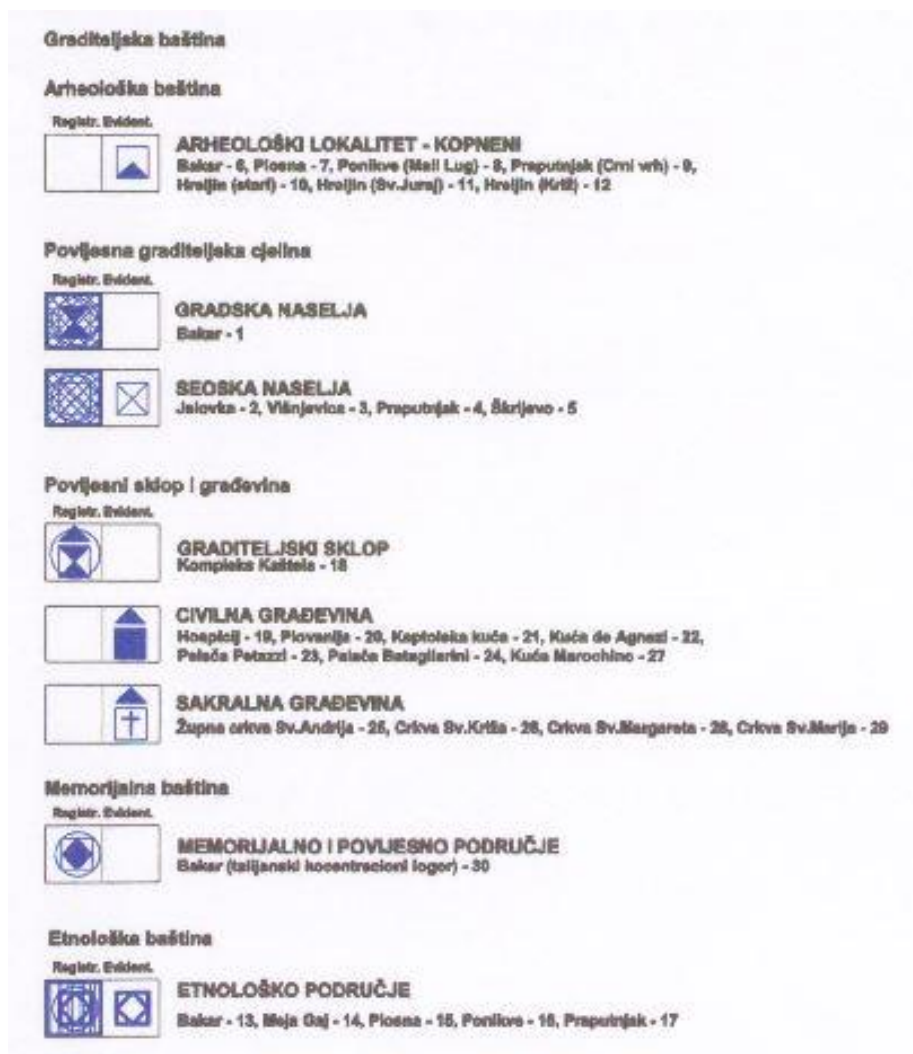 Graditeljska baština
Arheološka baština
Registr. Evident.
ARHEOLOŠKI LOKALITET - KOPNENI
Bakar - 6, Plosna - 7, Ponikve (Mali Lug) - 8, Praputnjak (Crni vrh) - 9,
Hreljin (stari) - 10, Hreljin (Sv.Juraj) - 11, Hreljin (Križ) - 12
Povijesna graditeljska cjelina
Registr. Evident.
GRADSKA NASELJA
Bakar - 1
SEOSKA NASELJA
Jalovka - 2, Višnjevica - 3, Praputnjak - 4, Škrljevo - 5
Povijesni sklop i građevina
Registr. Evident.
GRADITELJSKI SKLOP
Kompleks Kaštela - 18
CIVILNA GRAĐEVINA
Hospicij - 19, Plovanija - 20, Kaptolska kuća - 21, Kuća de Agnezi - 22,
Palača Petazzi - 23, Palača Batagliarini - 24, Kuća Marochino - 27
SAKRALNA GRAĐEVINA
Župna crkva Sv.Andrija - 25, Crkva Sv.Križa - 26, Crkva Sv.Margareta - 28, Crkva Sv.Marija - 29
Memorijalna baština
Registr. Evident.
MEMORIJALNO I POVIJESNO PODRUČJE
Bakar (talijanski kocentracioni logor) - 30
Etnološka baština
Registr. Evident.
ETNOLOŠKO PODRUČJE
Bakar - 13, Meja Gaj - 14, Plosna - 15, Ponikve - 16, Praputnjak - 17